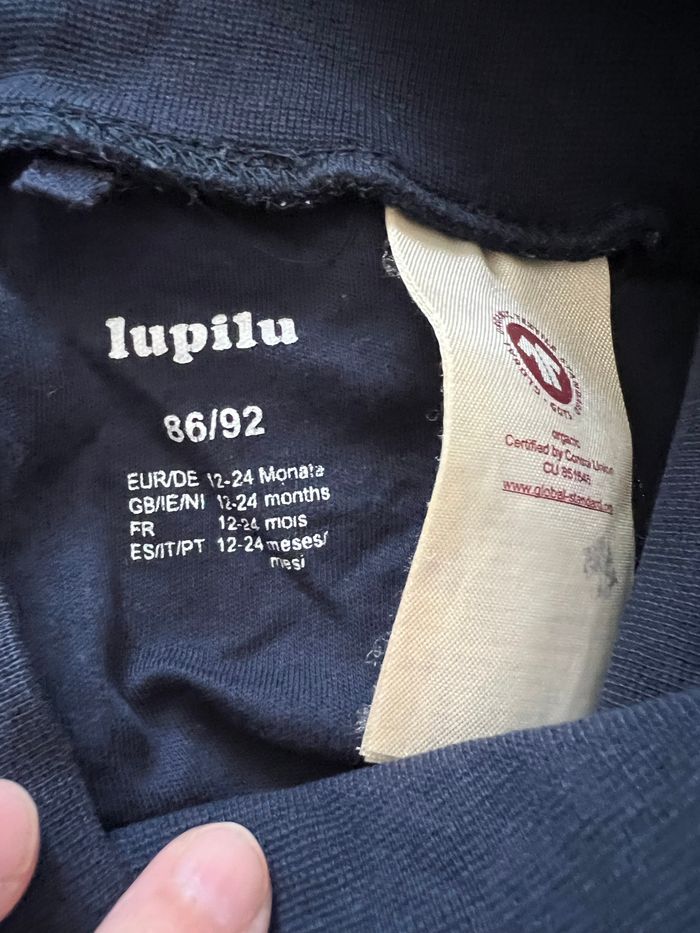 lupilu
86/92
EUR/DE 12-24 Monate
GB/IE/NI 12-24 months
FR 12-24 mois
ES/IT/PT 12-24 meses/
mesi
organic
Certified by Control Union
CU
www.global-standard.org